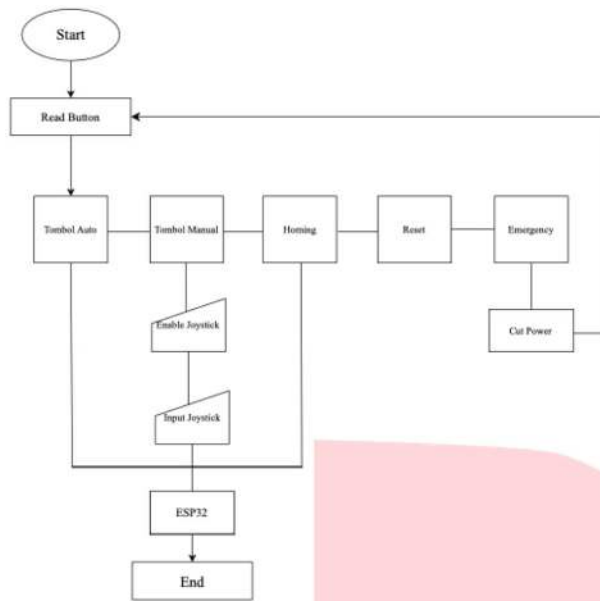 Start
Read Button
Tombol Auto
Tombol Manual
Homing
Reset
Emergency
Enable Joystick
Cut Power
Input Joystick
ESP32
End